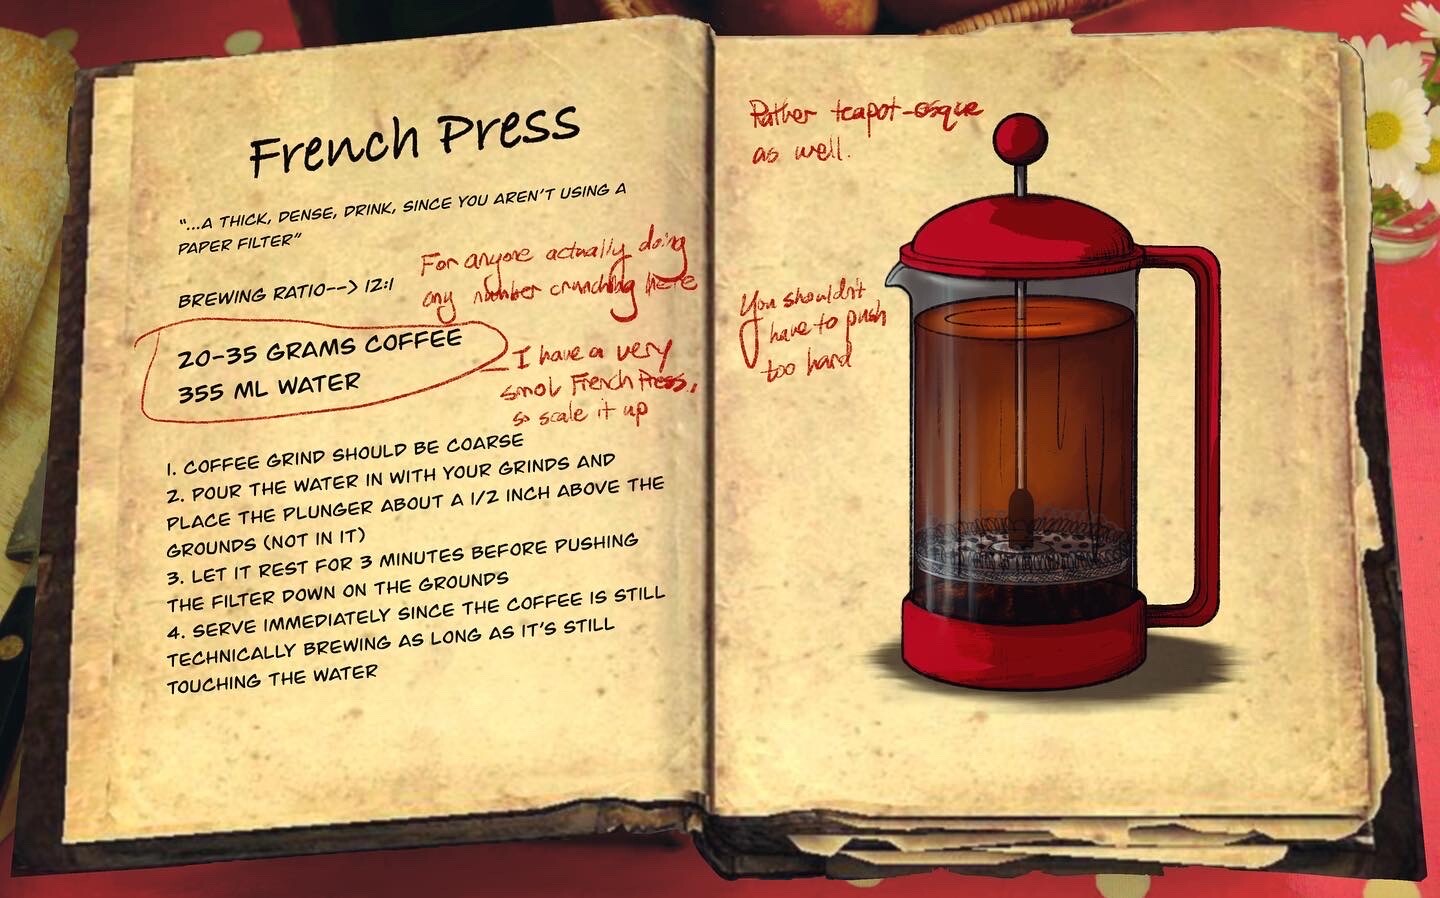 French Press
"...A THICK, DENSE, DRINK, SINCE YOU AREN'T USING A
PAPER FILTER"
BREWING RATIO--> 12:1
For anyone actually doing
any number crunching here
20-35 GRAMS COFFEE
355 ML WATER
I have a very
smol French Press,
so scale it up
1. COFFEE GRIND SHOULD BE COARSE
2. POUR THE WATER IN WITH YOUR GRINDS AND
PLACE THE PLUNGER ABOUT A 1/2 INCH ABOVE THE
GROUNDS (NOT IN IT)
3. LET IT REST FOR 3 MINUTES BEFORE PUSHING
THE FILTER DOWN ON THE GROUNDS
4. SERVE IMMEDIATELY SINCE THE COFFEE IS STILL
TECHNICALLY BREWING AS LONG AS IT'S STILL
TOUCHING THE WATER
Rather teapot-esque
as well.
You shouldn't
have to push
too hard